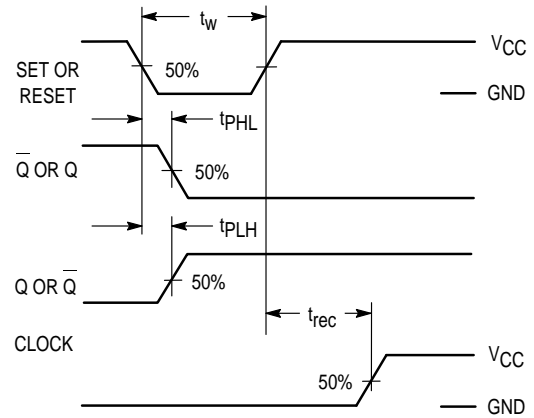 tw
VCC
SET OR
RESET
50%
GND
tPHL
Q̅ OR Q
50%
tPLH
Q OR Q̅
50%
trec
CLOCK
VCC
50%
GND